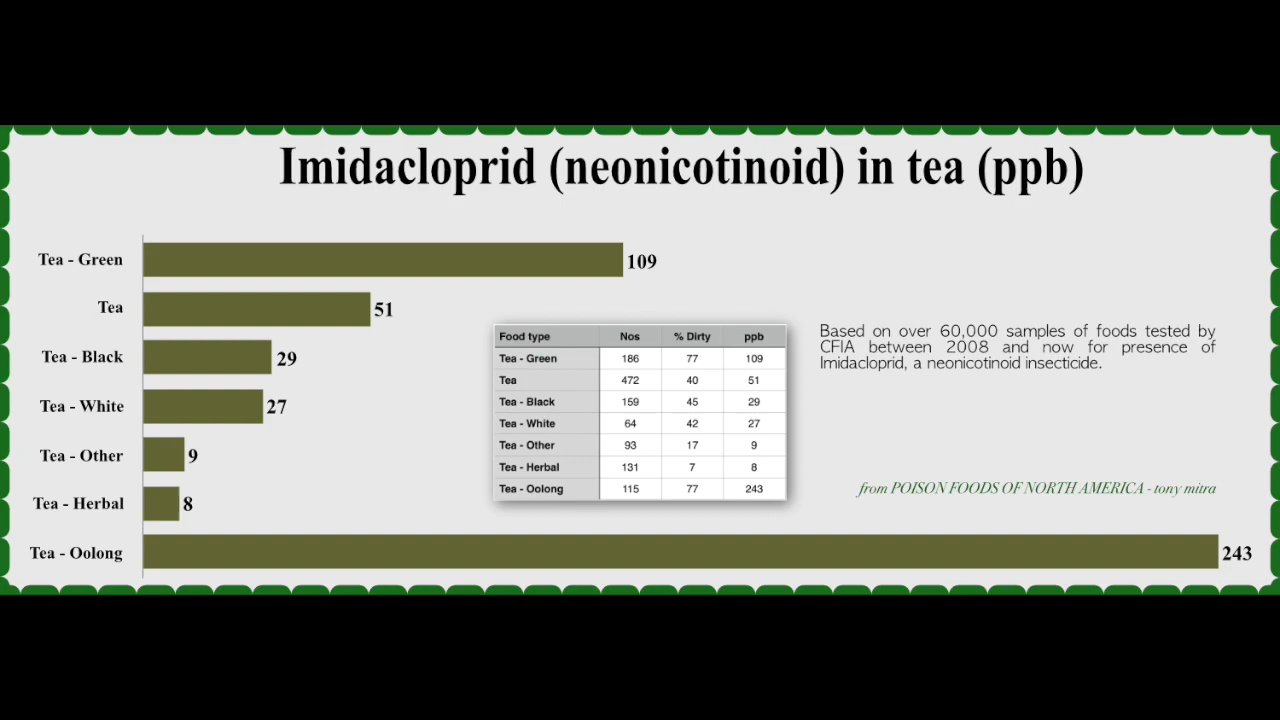 Imidacloprid (neonicotinoid) in tea (ppb)
Tea - Green 109
Tea 51
Tea - Black 29
Tea - White 27
Tea - Other 9
Tea - Herbal 8
Tea - Oolong 243
Food type Nos % Dirty ppb
Tea - Green 186 77 109
Tea 472 40 51
Tea - Black 159 45 29
Tea - White 64 42 27
Tea - Other 93 17 9
Tea - Herbal 131 7 8
Tea - Oolong 115 77 243
Based on over 60,000 samples of foods tested by
CFIA between 2008 and now for presence of
Imidacloprid, a neonicotinoid insecticide.
from POISON FOODS OF NORTH AMERICA - tony mitra